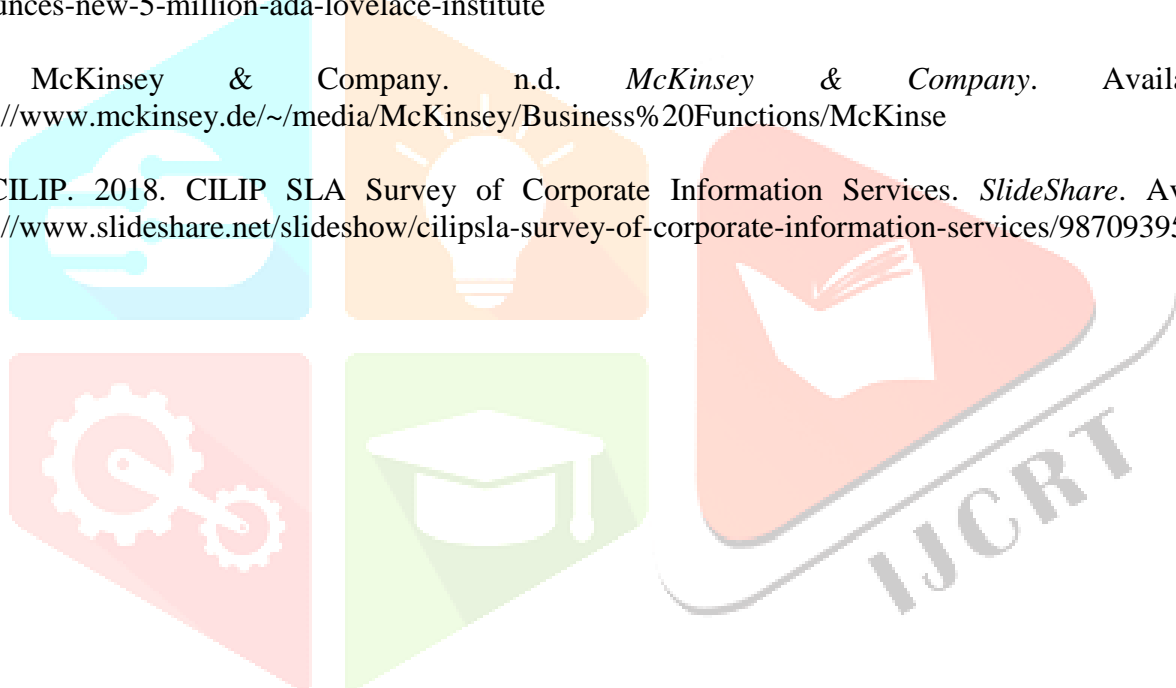 unces-new-5-million-ada-lovelace-institute
McKinsey & Company. n.d. McKinsey & Company. Availa
://www.mckinsey.de/~/media/McKinsey/Business%20Functions/McKinse
CILIP. 2018. CILIP SLA Survey of Corporate Information Services. SlideShare. Av
://www.slideshare.net/slideshow/cilipsla-survey-of-corporate-information-services/98709395
IJCRT